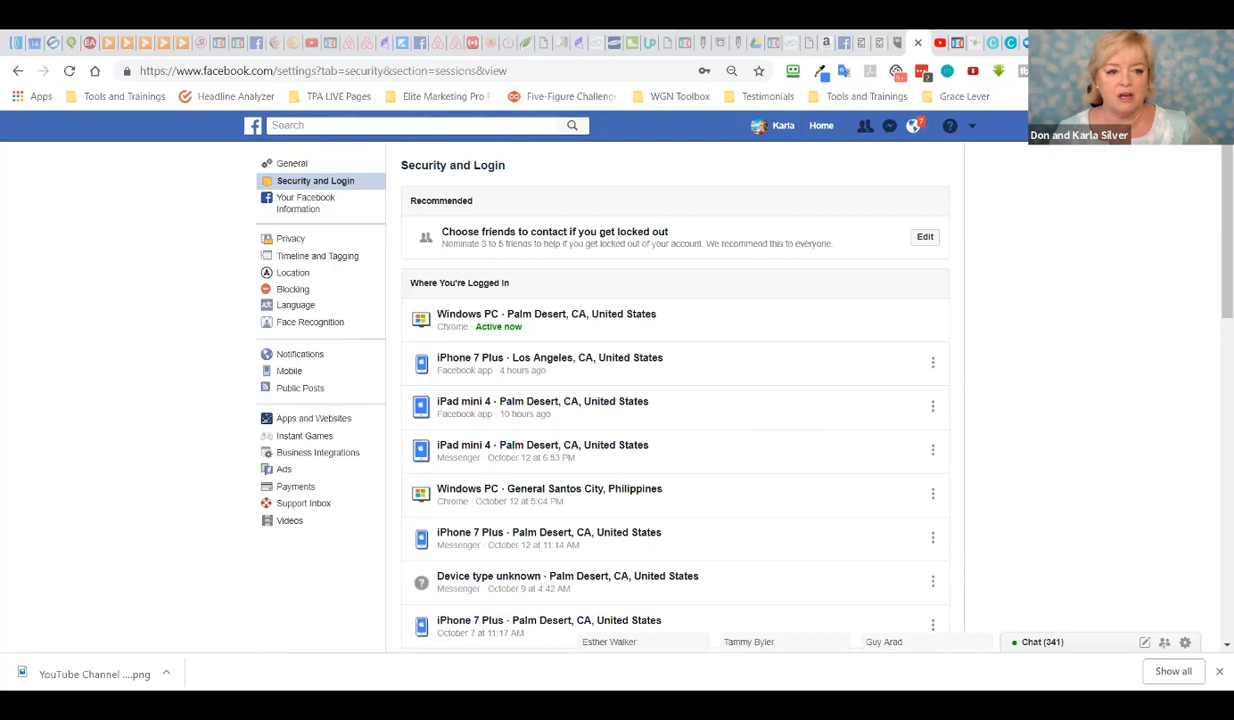 https://www.facebook.com/settings?tab=security&section=sessions&view
Apps
Tools and Trainings
Headline Analyzer
TPA LIVE Pages
Elite Marketing Pro F
Five-Figure Challeng
WGN Toolbox
Testimonials
Tools and Trainings
Grace Lever
Don and Karla Silver
Search
Karla
Home
7
General
Security and Login
Your Facebook
Information
Privacy
Timeline and Tagging
Location
Blocking
Language
Face Recognition
Notifications
Mobile
Public Posts
Apps and Websites
Instant Games
Business Integrations
Ads
Payments
Support Inbox
Videos
Security and Login
Recommended
Choose friends to contact if you get locked out
Nominate 3 to 5 friends to help if you get locked out of your account. We recommend this to everyone.
Edit
Where You're Logged In
Windows PC · Palm Desert, CA, United States
Chrome · Active now
iPhone 7 Plus · Los Angeles, CA, United States
Facebook app · 4 hours ago
iPad mini 4 · Palm Desert, CA, United States
Facebook app · 10 hours ago
iPad mini 4 · Palm Desert, CA, United States
Messenger · October 12 at 6:53 PM
Windows PC · General Santos City, Philippines
Chrome · October 12 at 5:04 PM
iPhone 7 Plus · Palm Desert, CA, United States
Messenger · October 12 at 11:14 AM
Device type unknown · Palm Desert, CA, United States
Messenger · October 9 at 4:42 AM
iPhone 7 Plus · Palm Desert, CA, United States
October 7 at 11:17 AM
Esther Walker
Tammy Byler
Guy Arad
Chat (341)
YouTube Channel ....png
Show all